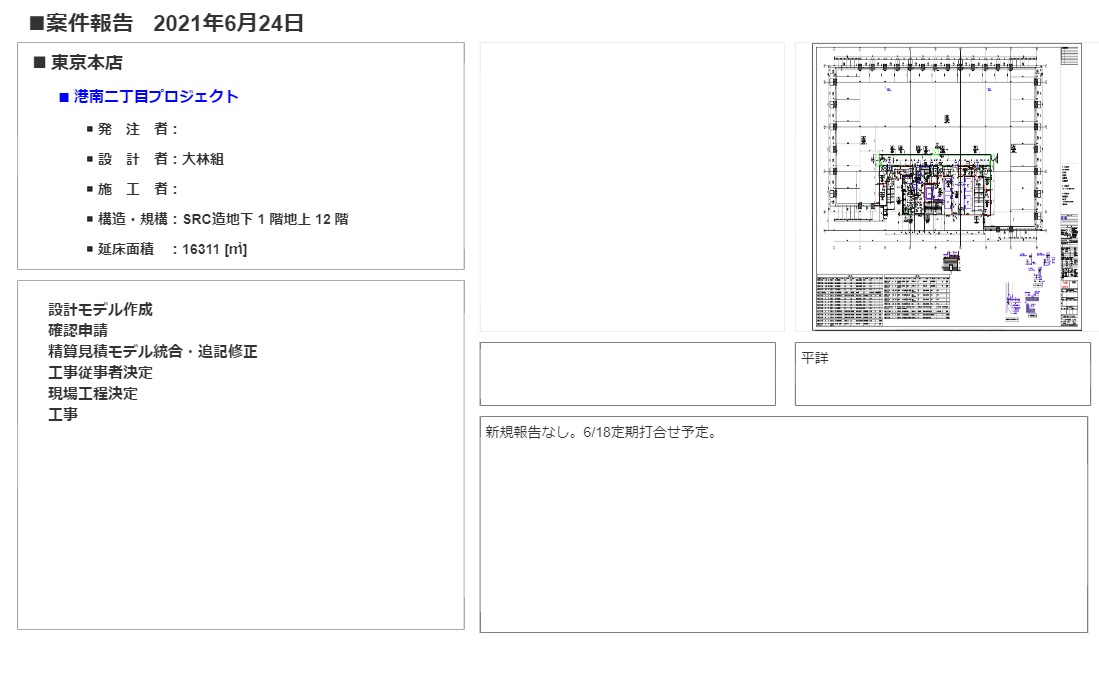 ■案件報告 2021年6月24日
■ 東京本店
■ 港南二丁目プロジェクト
▪ 発 注 者：
▪ 設 計 者：大林組
▪ 施 工 者：
▪ 構造・規構：SRC造地下 1 階地上 12 階
▪ 延床面積 ：16311 [㎡]
設計モデル作成
確認申請
精算見積モデル統合・追記修正
工事従事者決定
現場工程決定
工事
平詳
新規報告なし。6/18定期打合せ予定。